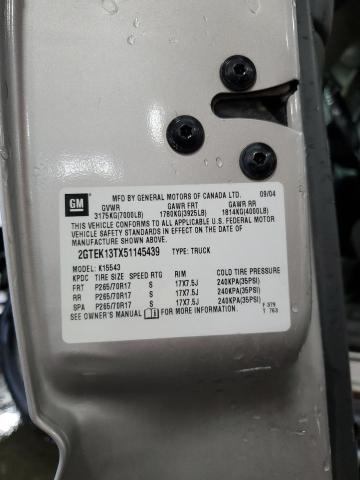 GM
MFD BY GENERAL MOTORS OF CANADA LTD. 09/04
GVWR GAWR FRT GAWR RR
3175KG(7000LB) 1780KG(3925LB) 1814KG(4000LB)
THIS VEHICLE CONFORMS TO ALL APPLICABLE U.S. FEDERAL MOTOR
VEHICLE SAFETY STANDARDS IN EFFECT ON THE DATE OF
MANUFACTURE SHOWN ABOVE.
2GTEK13TX51145439 TYPE: TRUCK
MODEL: K15543
KPDC TIRE SIZE SPEED RTG RIM COLD TIRE PRESSURE
FRT P265/70R17 S 17X7.5J 240KPA(35PSI)
RR P265/70R17 S 17X7.5J 240KPA(35PSI)
SPA P265/70R17 S 17X7.5J 240KPA(35PSI)
SEE OWNER'S MANUAL FOR MORE INFORMATION.
F 379
T 763